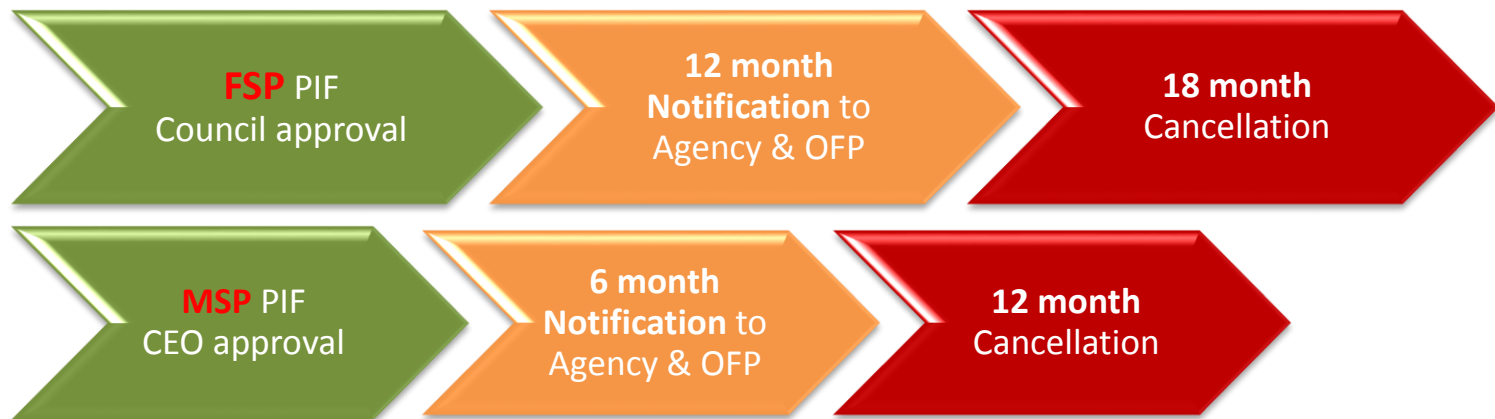 FSP PIF
Council approval
12 month
Notification to
Agency & OFP
18 month
Cancellation
MSP PIF
CEO approval
6 month
Notification to
Agency & OFP
12 month
Cancellation